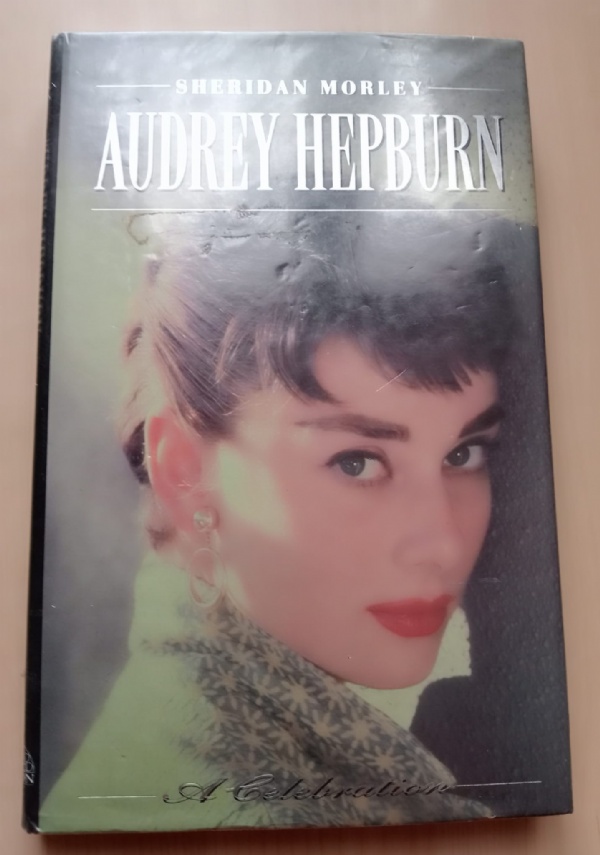 SHERIDAN MORLEY
AUDREY HEPBURN
A Celebration